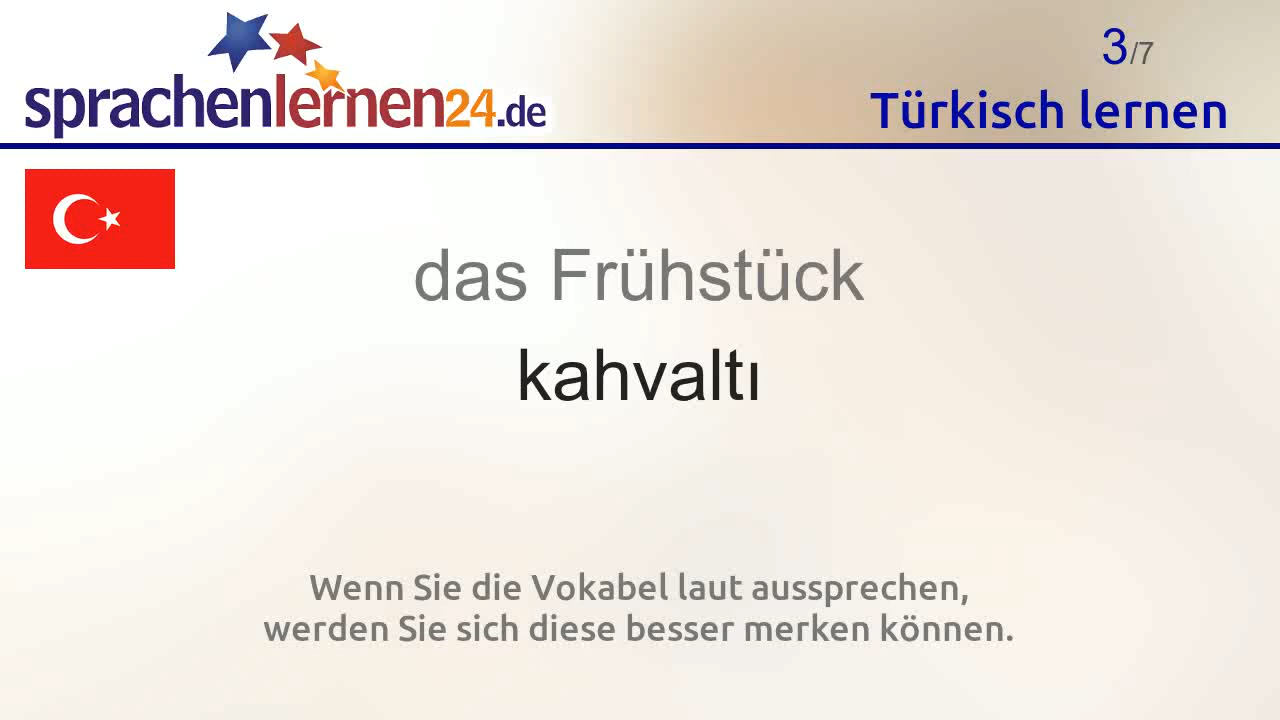 sprachenlernen24.de
3/7
Türkisch lernen
das Frühstück
kahvaltı
Wenn Sie die Vokabel laut aussprechen,
werden Sie sich diese besser merken können.